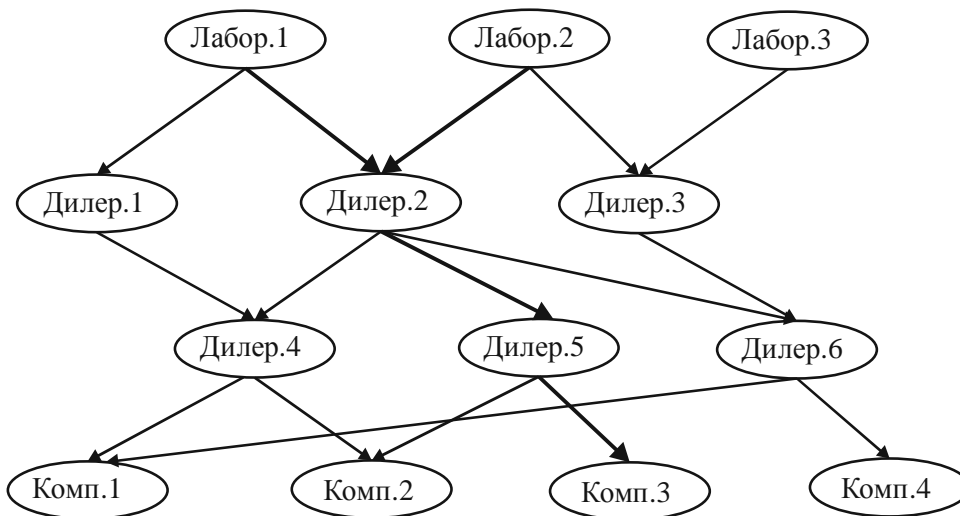 Лабор.1
Лабор.2
Лабор.3
Дилер.1
Дилер.2
Дилер.3
Дилер.4
Дилер.5
Дилер.6
Комп.1
Комп.2
Комп.3
Комп.4